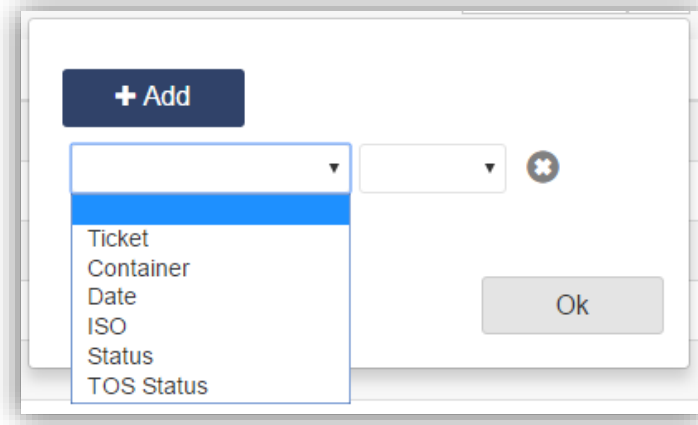 + Add
Ticket
Container
Date
ISO
Status
TOS Status
Ok